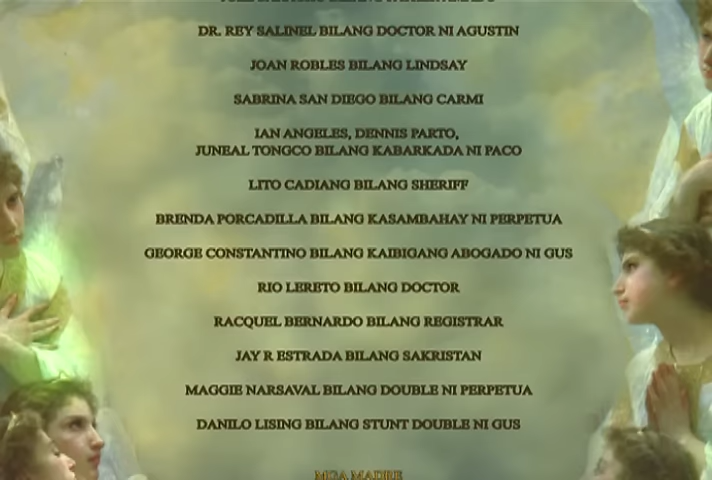 DR. REY SALINEL BILANG DOCTOR NI AGUSTIN
JOAN ROBLES BILANG LINDSAY
SABRINA SAN DIEGO BILANG CARMI
IAN ANGELES, DENNIS PARTO,
JUNEAL TONGCO BILANG KABARKADA NI PACO
LITO CADIANG BILANG SHERIFF
BRENDA PORCADILLA BILANG KASAMBAHAY NI PERPETUA
GEORGE CONSTANTINO BILANG KAIBIGANG ABOGADO NI GUS
RIO LERETO BILANG DOCTOR
RACQUEL BERNARDO BILANG REGISTRAR
JAY R ESTRADA BILANG SAKRISTAN
MAGGIE NARSAVAL BILANG DOUBLE NI PERPETUA
DANILO LISING BILANG STUNT DOUBLE NI GUS
MGA MADRE